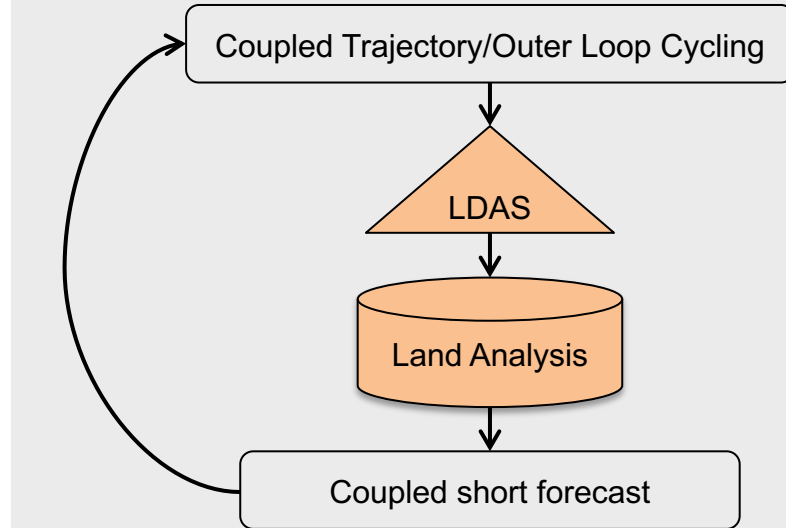 Coupled Trajectory/Outer Loop Cycling
LDAS
Land Analysis
Coupled short forecast